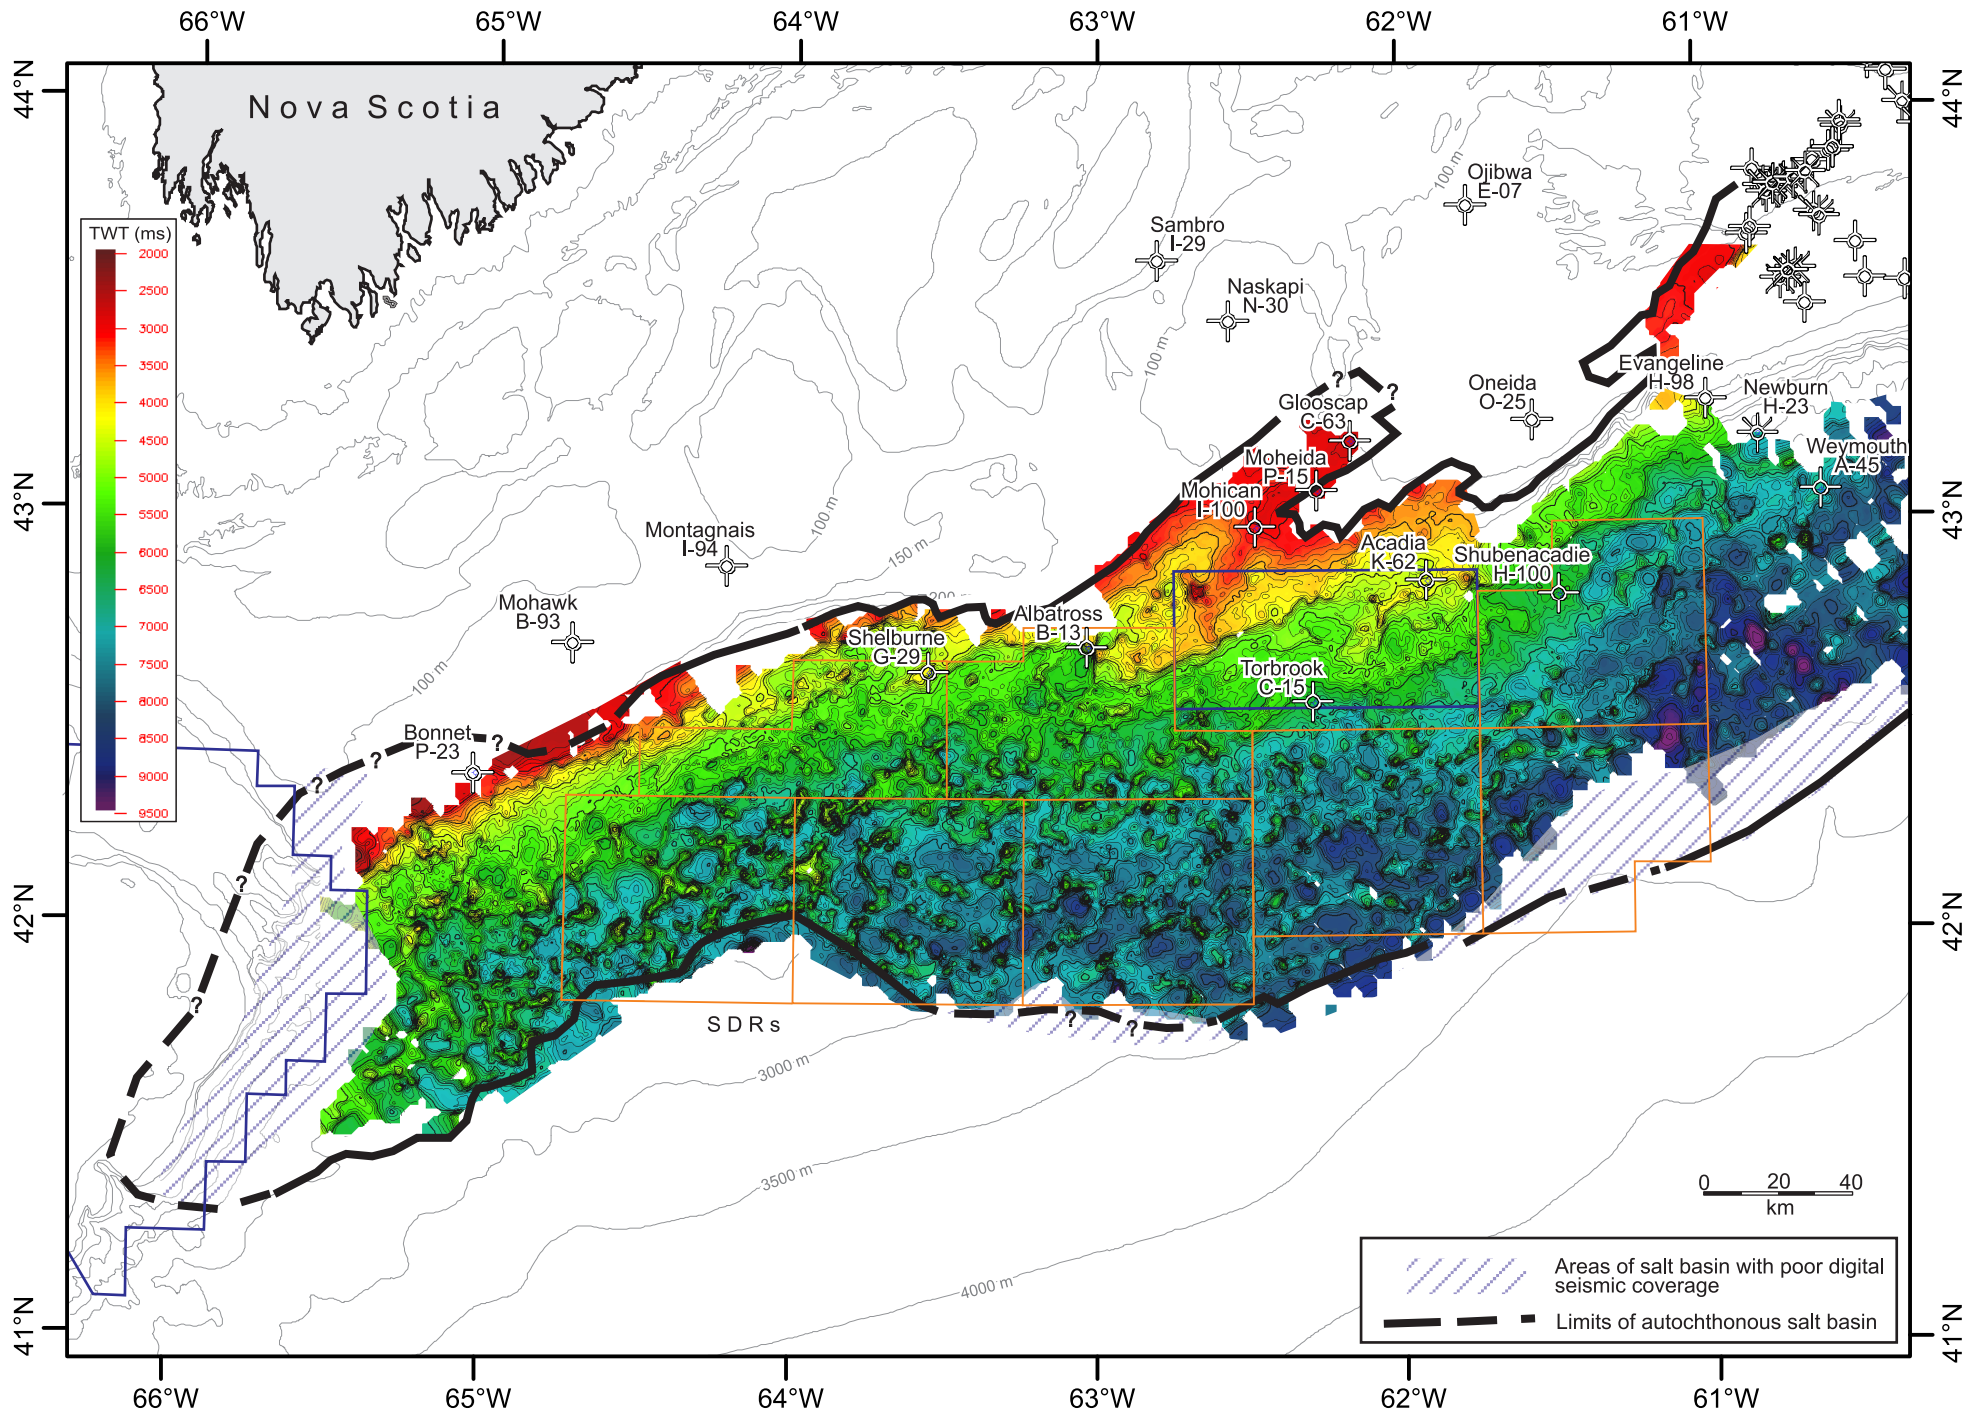 66°W 65°W 64°W 63°W 62°W 61°W
44°N
44°N
Nova Scotia
100 m
Ojibwa
E-07
Sambro
I-29
TWT (ms)
2000
2500
3000
3500
4000
4500
5000
5500
6000
6500
7000
7500
8000
8500
9000
9500
Naskapi
N-30
100 m
Evangeline
H-98
Oneida
O-25
Newburn
H-23
?
?
Glooscap
C-63
Weymouth
A-45
Moheida
P-15
Mohican
I-100
43°N
43°N
100 m
Montagnais
I-94
150 m
Acadia
K-62
Shubenacadie
H-100
200
Mohawk
B-93
Albatross
B-13
Shelburne
G-29
100 m
Torbrook
C-15
Bonnet
P-23
?
?
?
?
?
42°N
42°N
?
?
SDRs
3000 m
3500 m
4000 m
0 20 40
km
Areas of salt basin with poor digital
seismic coverage
Limits of autochthonous salt basin
41°N
41°N
66°W 65°W 64°W 63°W 62°W 61°W